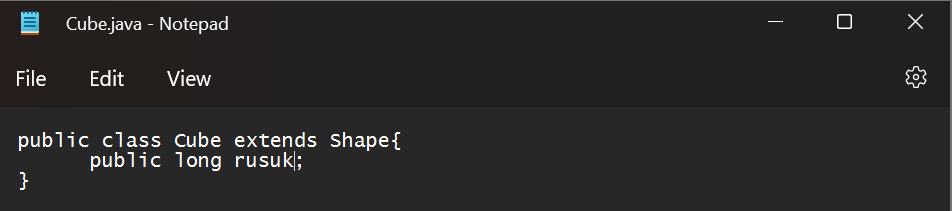 Cube.java - Notepad
File Edit View
public class Cube extends Shape{
public long rusuk;
}